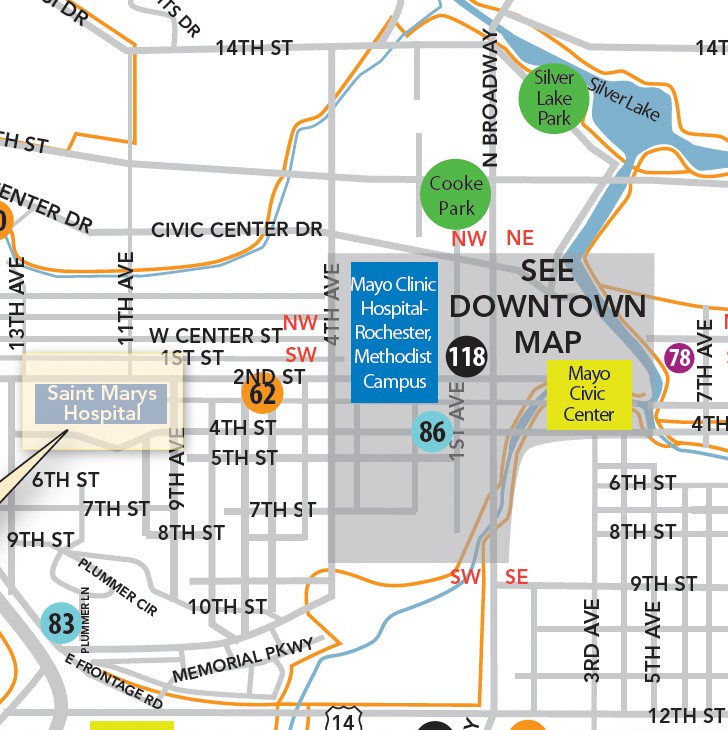 TS DR
DR
14TH ST
14T
N BROADWAY
Silver
Lake
Park
Silver Lake
TH ST
Cooke
Park
ENTER DR
0
CIVIC CENTER DR
NW
NE
SEE
DOWNTOWN
MAP
13TH AVE
11TH AVE
4TH AVE
Mayo Clinic
Hospital-
Rochester,
Methodist
Campus
NW
W CENTER ST
SW
1ST ST
118
78
7TH AVE
2ND ST
62
Saint Marys
Hospital
Mayo
Civic
Center
1ST AVE
86
4TH ST
4TH
5TH ST
9TH AVE
6TH ST
6TH ST
7TH ST
7TH ST
8TH ST
8TH ST
9TH ST
PLUMMER CIR
SW
SE
9TH ST
PLUMMER LN
10TH ST
83
3RD AVE
5TH AVE
MEMORIAL PKWY
E FRONTAGE RD
12TH ST
14
Y